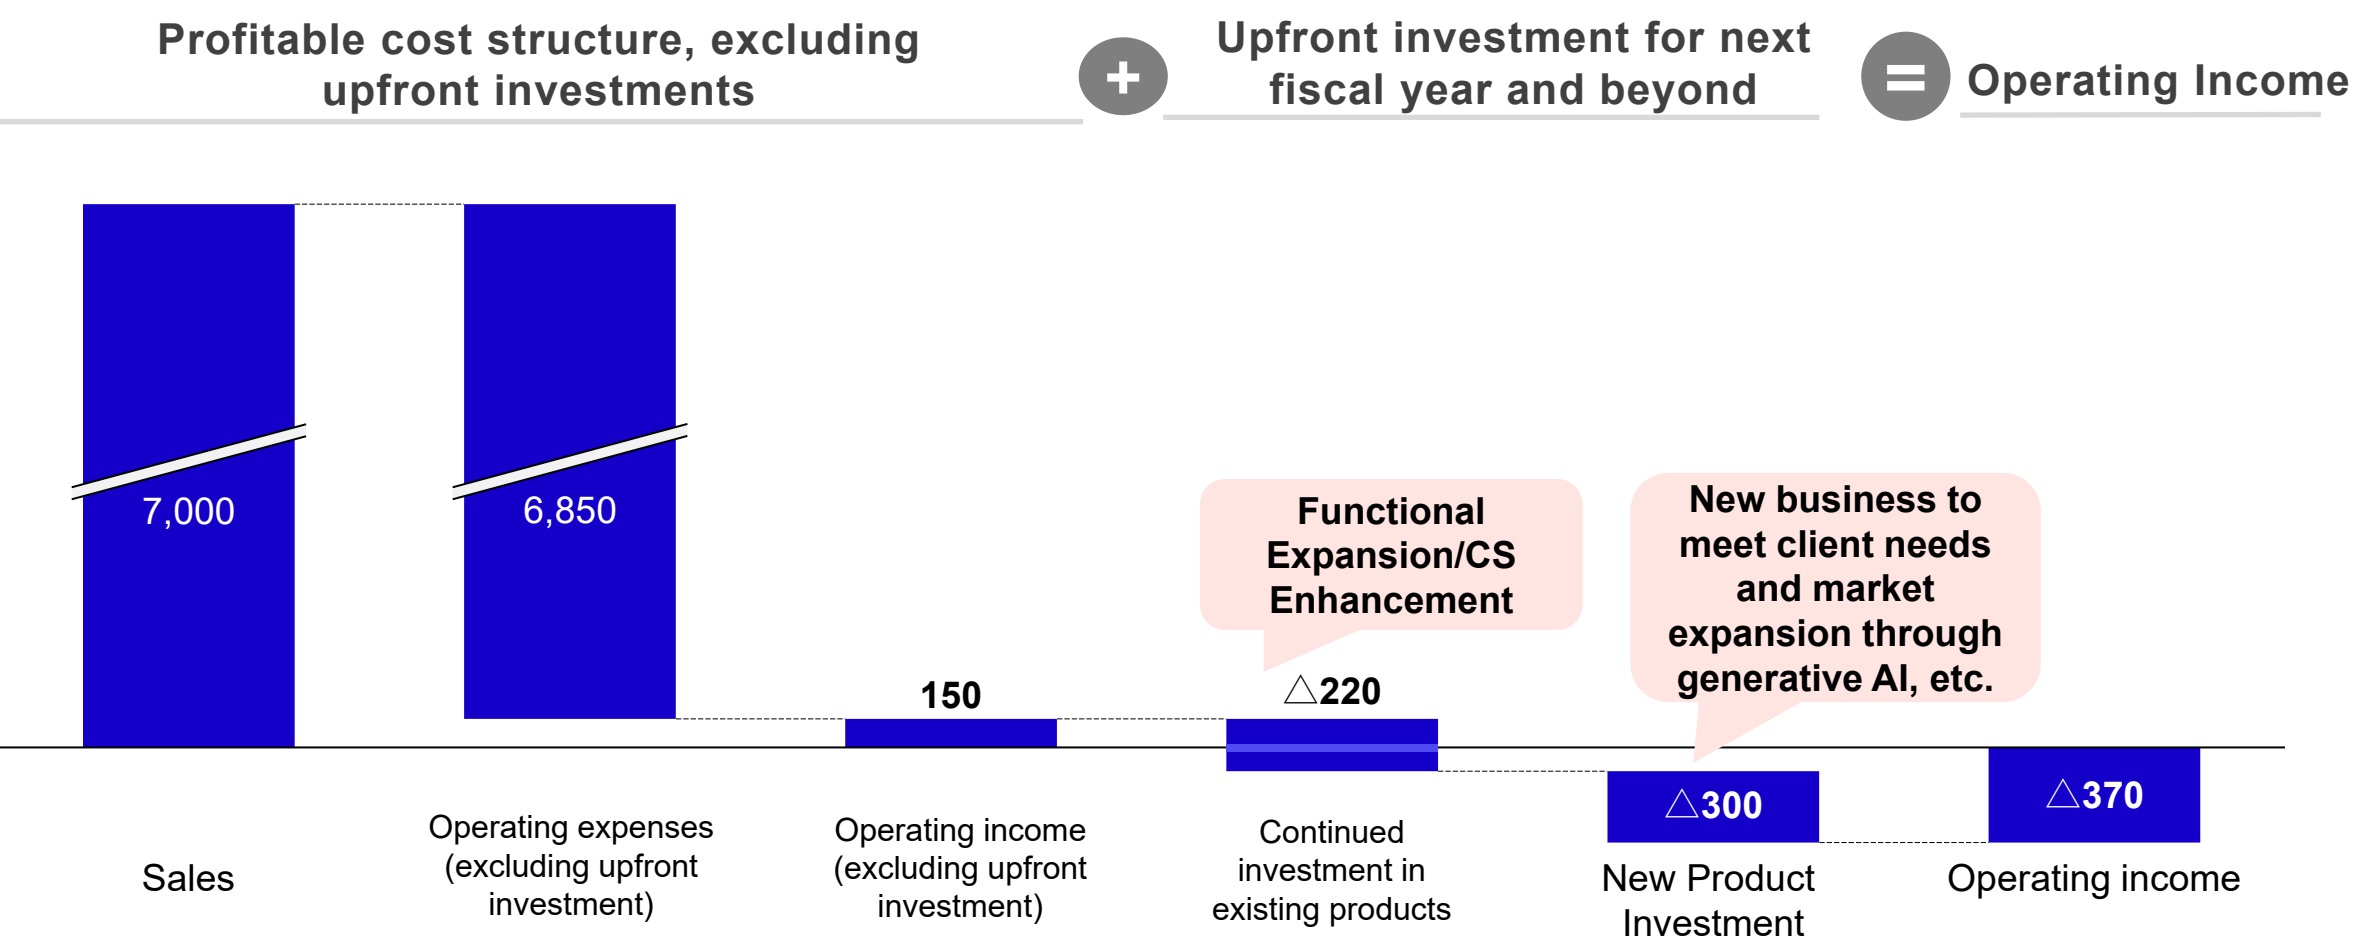 Profitable cost structure, excluding
upfront investments
+
Upfront investment for next
fiscal year and beyond
=
Operating Income
7,000
6,850
150
Functional
Expansion/CS
Enhancement
△220
New business to
meet client needs
and market
expansion through
generative AI, etc.
△300
△370
Sales
Operating expenses
(excluding upfront
investment)
Operating income
(excluding upfront
investment)
Continued
investment in
existing products
New Product
Investment
Operating income